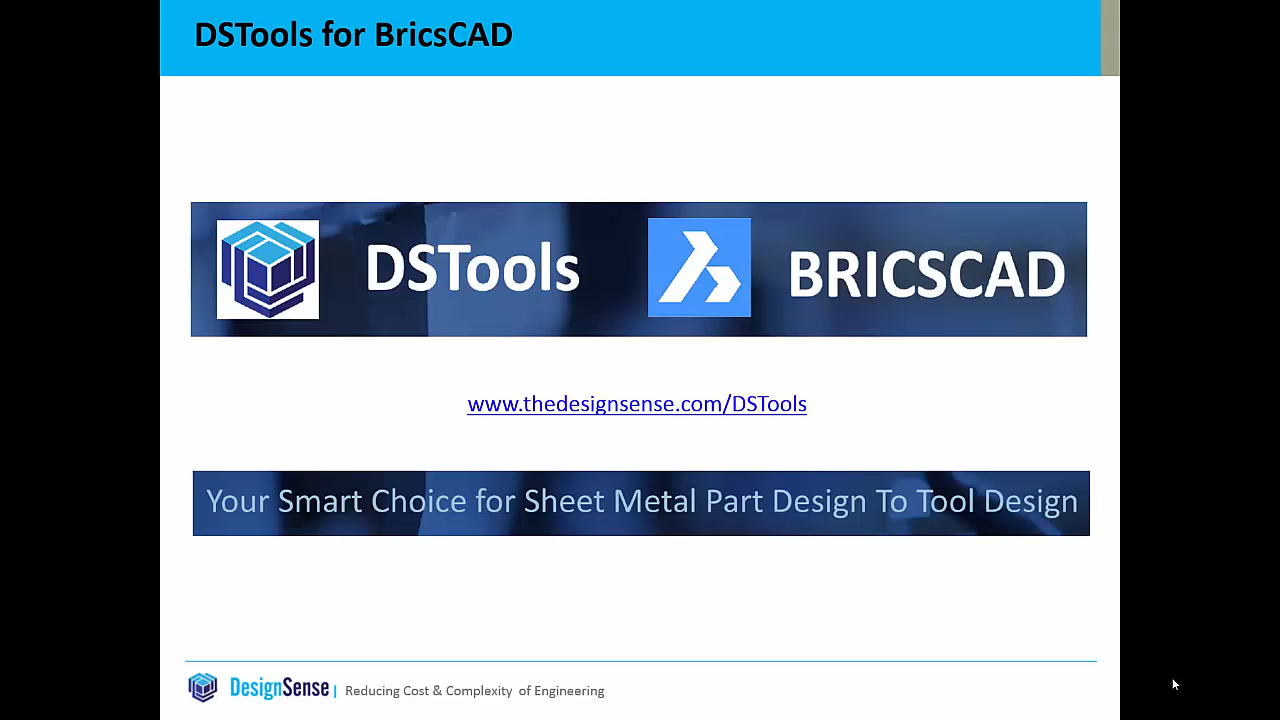 DSTools for BricsCAD
DSTools BRICSCAD
www.thedesignsense.com/DSTools
Your Smart Choice for Sheet Metal Part Design To Tool Design
DesignSense | Reducing Cost & Complexity of Engineering